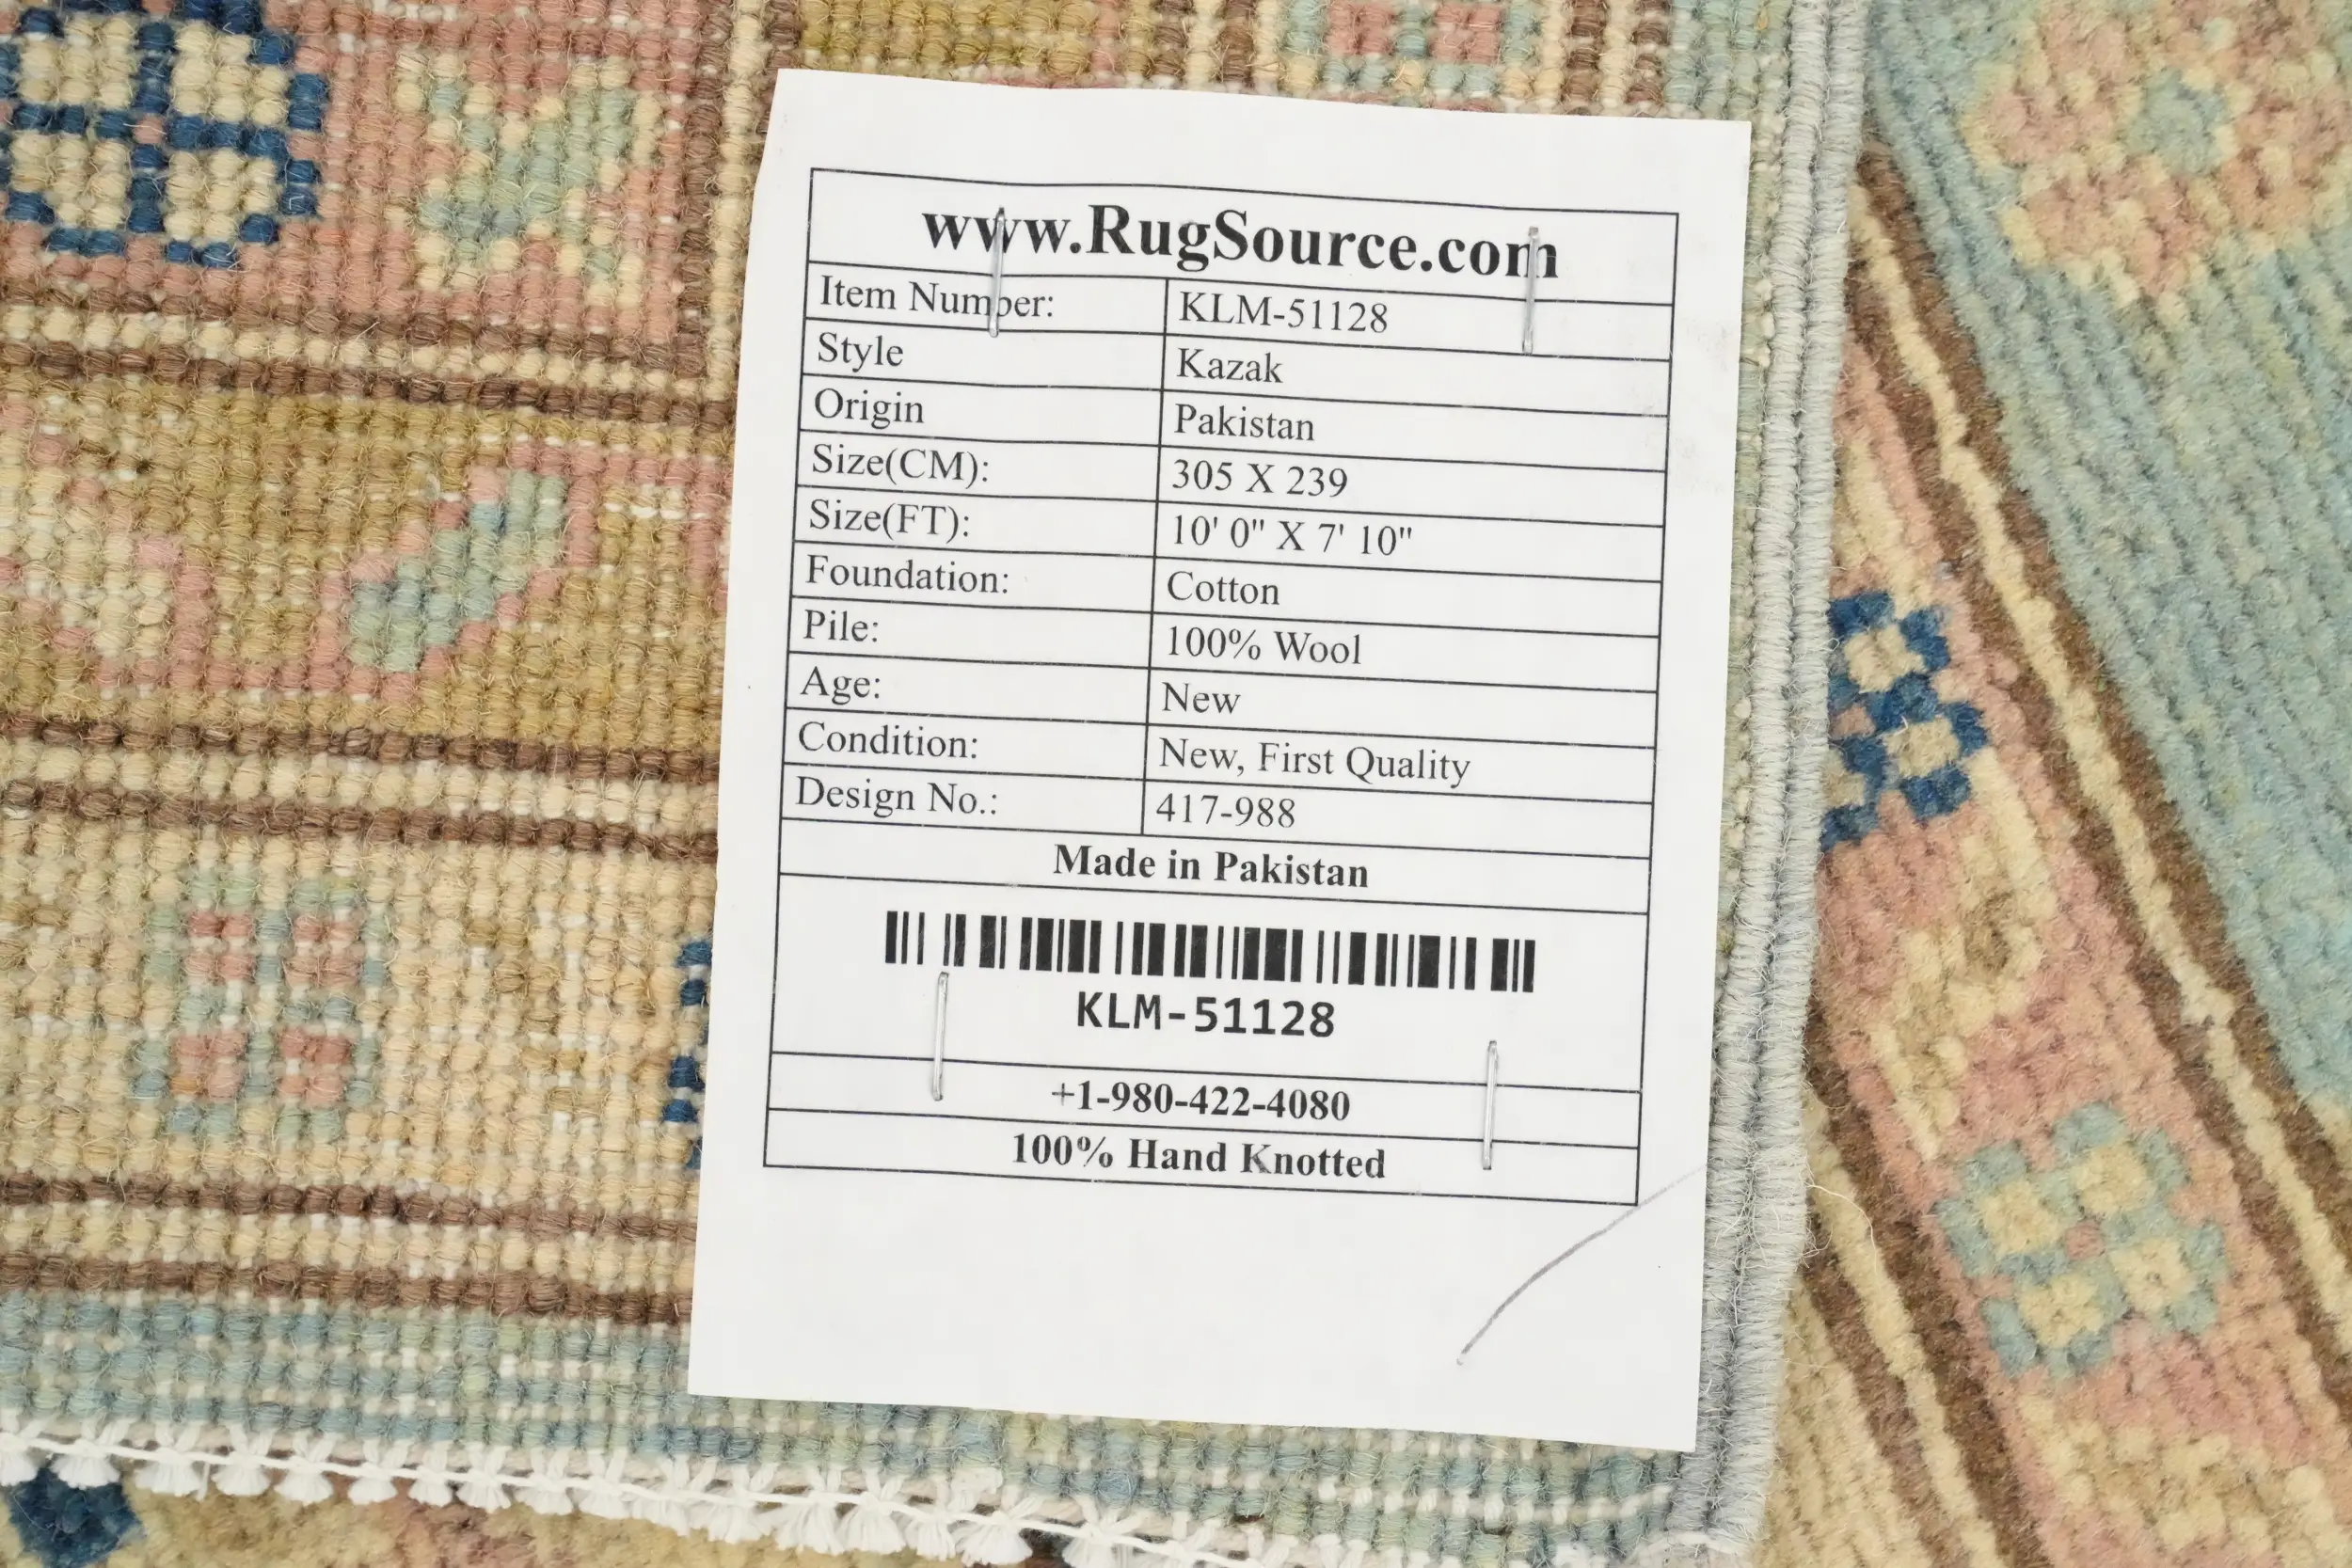 www.RugSource.com
Item Number: KLM-51128
Style Kazak
Origin Pakistan
Size(CM): 305 X 239
Size(FT): 10' 0" X 7' 10"
Foundation: Cotton
Pile: 100% Wool
Age: New
Condition: New, First Quality
Design No.: 417-988
Made in Pakistan
KLM-51128
+1-980-422-4080
100% Hand Knotted